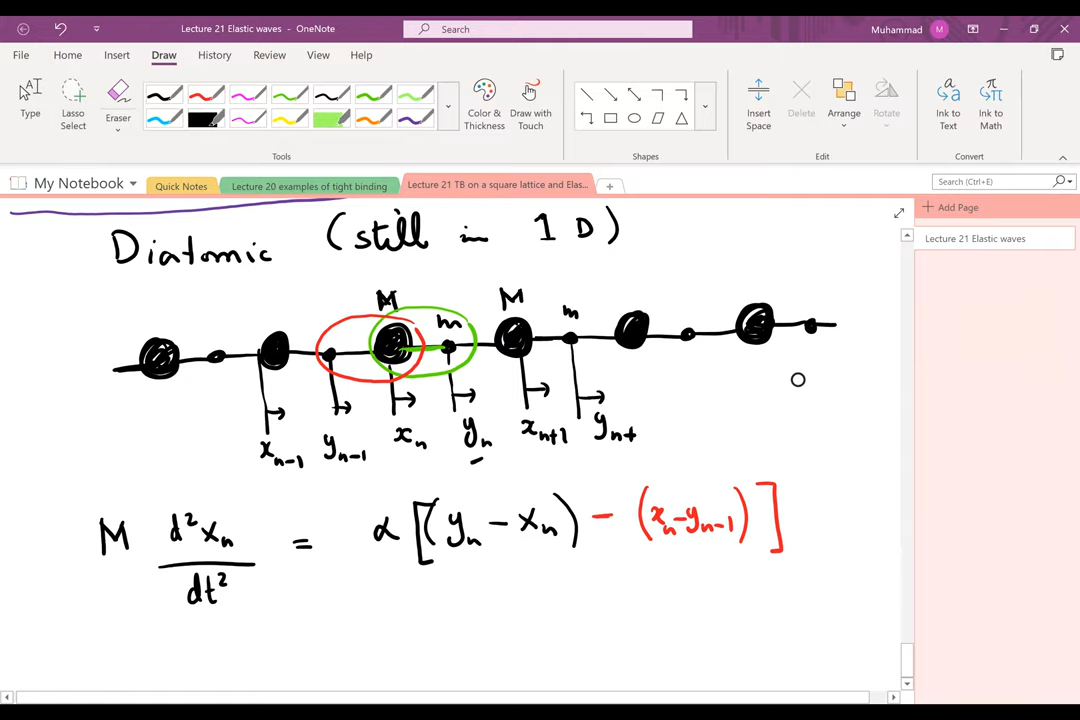 Lecture 21 Elastic waves - OneNote
Search
Muhammad M
File Home Insert Draw History Review View Help
Type
Lasso Select
Eraser
Color & Thickness
Draw with Touch
Insert Space
Delete
Arrange
Rotate
Ink to Text
Ink to Math
Tools
Shapes
Edit
Convert
My Notebook
Quick Notes
Lecture 20 examples of tight binding
Lecture 21 TB on a square lattice and Elas...
Search (Ctrl+E)
Add Page
Lecture 21 Elastic waves
Diatomic (still in 1 D)
M m M m
x_{n-1} y_{n-1} x_n y_n x_{n+1} y_{n+
M d²x_n/dt² = α[(y_n - x_n) - (x_n - y_{n-1})]